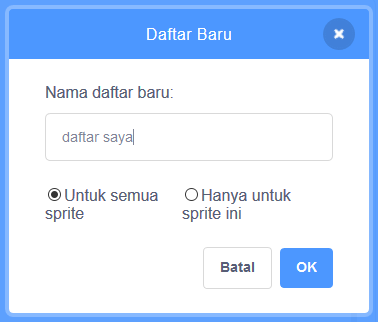 Daftar Baru
Nama daftar baru:
daftar saya
Untuk semua sprite
Hanya untuk sprite ini
Batal
OK